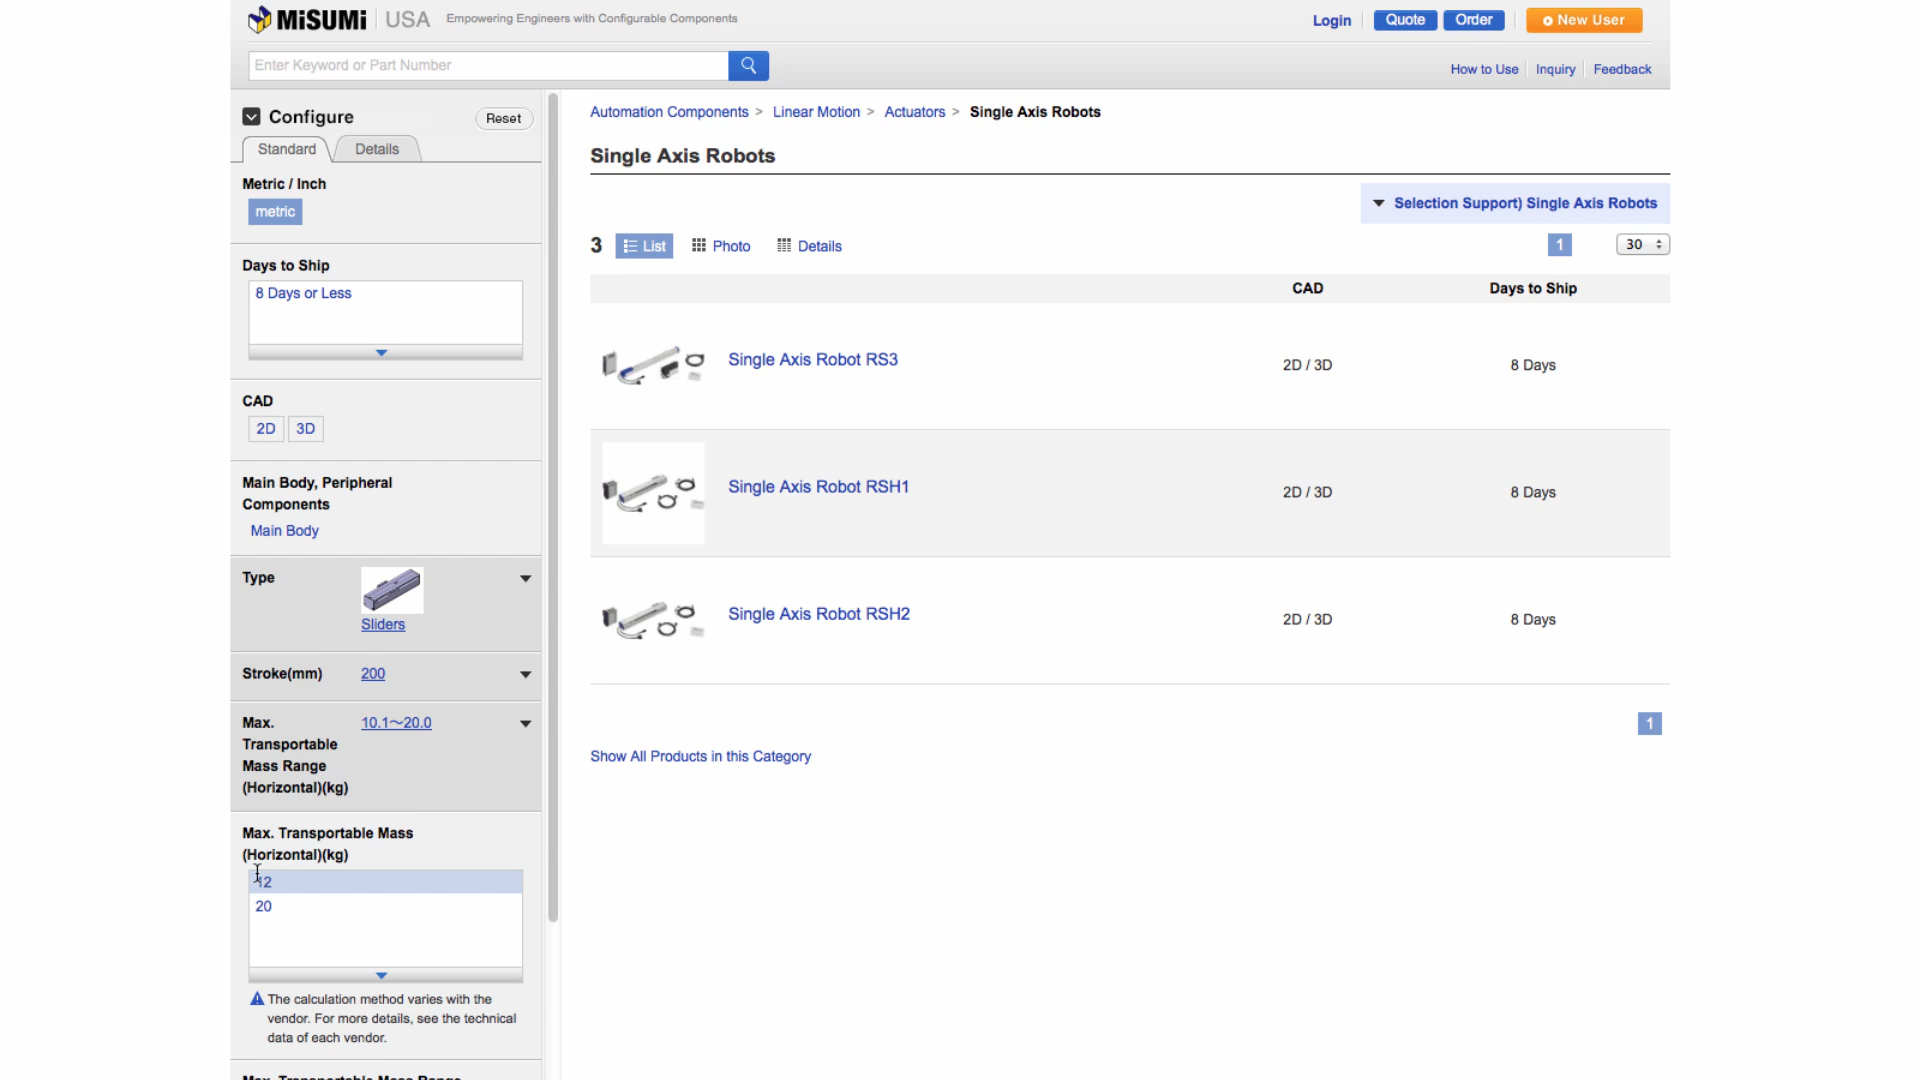 MiSUMi USA Empowering Engineers with Configurable Components
Login Quote Order New User
Enter Keyword or Part Number
How to Use Inquiry Feedback
Configure Reset
Standard Details
Metric / Inch
metric
Days to Ship
8 Days or Less
CAD
2D 3D
Main Body, Peripheral
Components
Main Body
Type
Sliders
Stroke(mm) 200
Max. 10.1～20.0
Transportable
Mass Range
(Horizontal)(kg)
Max. Transportable Mass
(Horizontal)(kg)
12
20
The calculation method varies with the
vendor. For more details, see the technical
data of each vendor.
Max. Transportable Mass Range
Automation Components > Linear Motion > Actuators > Single Axis Robots
Single Axis Robots
Selection Support) Single Axis Robots
3 List Photo Details 1 30
CAD Days to Ship
Single Axis Robot RS3 2D / 3D 8 Days
Single Axis Robot RSH1 2D / 3D 8 Days
Single Axis Robot RSH2 2D / 3D 8 Days
1
Show All Products in this Category